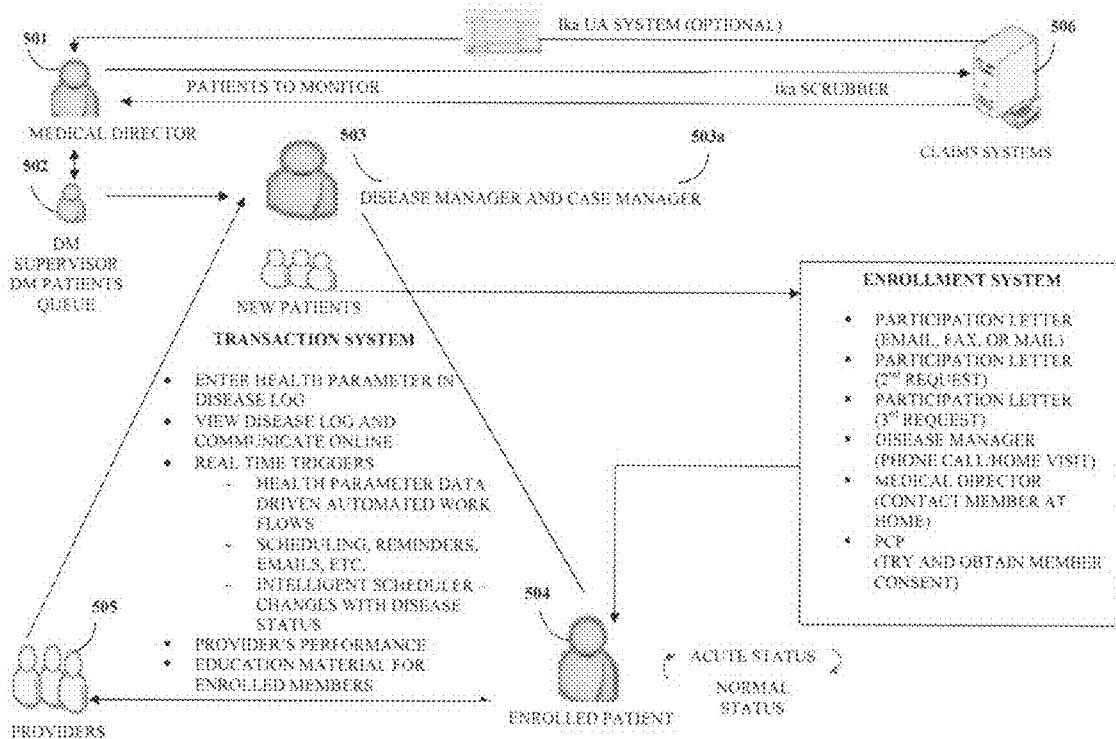 Ika UA SYSTEM (OPTIONAL)
501
506
PATIENTS TO MONITOR
Ika SCRUBBER
MEDICAL DIRECTOR
CLAIMS SYSTEMS
502
503
503a
DISEASE MANAGER AND CASE MANAGER
DM
SUPERVISOR
DM PATIENTS
QUEUE
NEW PATIENTS
TRANSACTION SYSTEM
• ENTER HEALTH PARAMETER IN
DISEASE LOG
• VIEW DISEASE LOG AND
COMMUNICATE ONLINE
• REAL TIME TRIGGERS
- HEALTH PARAMETER DATA
DRIVEN AUTOMATED WORK
FLOWS
- SCHEDULING, REMINDERS,
EMAILS, ETC.
- INTELLIGENT SCHEDULER –
CHANGES WITH DISEASE
STATUS
• PROVIDER'S PERFORMANCE
• EDUCATION MATERIAL FOR
ENROLLED MEMBERS
ENROLLMENT SYSTEM
• PARTICIPATION LETTER
(EMAIL, FAX, OR MAIL)
• PARTICIPATION LETTER
(2nd REQUEST)
• PARTICIPATION LETTER
(3rd REQUEST)
• DISEASE MANAGER
(PHONE CALL/HOME VISIT)
• MEDICAL DIRECTOR
(CONTACT MEMBER AT
HOME)
• PCP
(TRY AND OBTAIN MEMBER
CONSENT)
504
505
ACUTE STATUS
NORMAL
STATUS
ENROLLED PATIENT
PROVIDERS